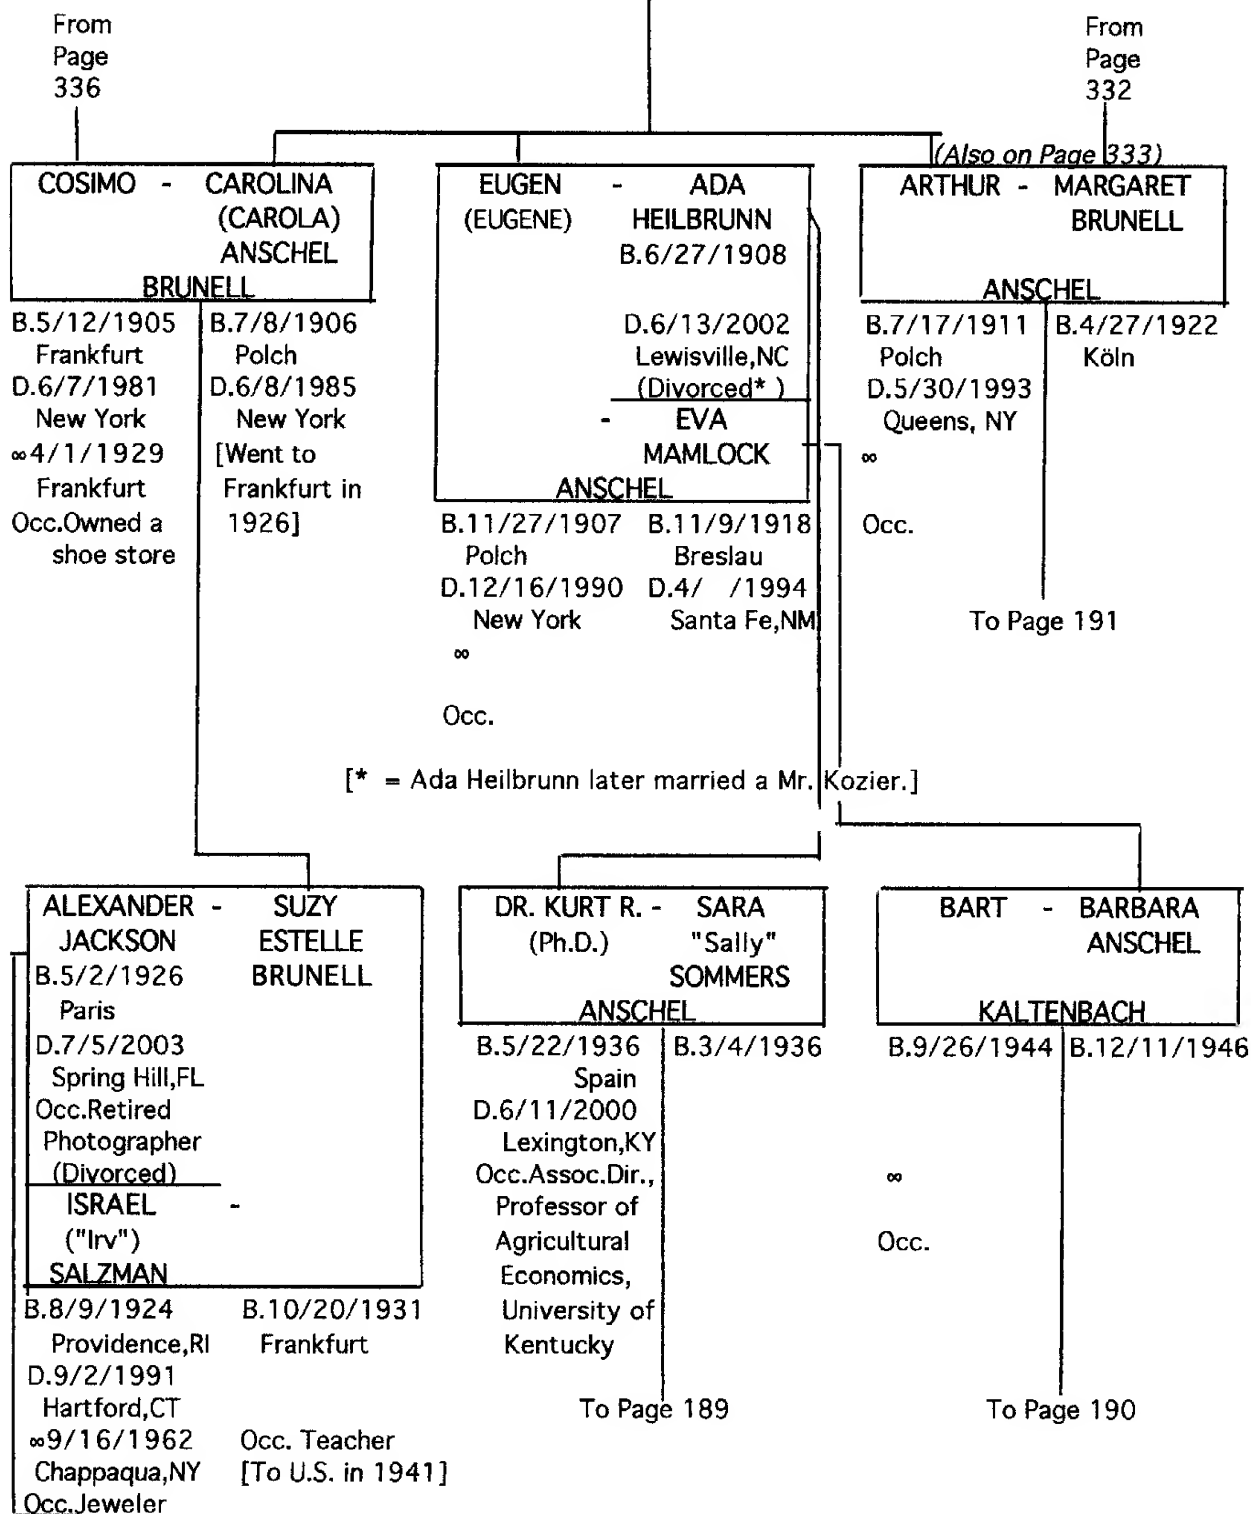 From
Page
336
From
Page
332
(Also on Page 333)
COSIMO - CAROLINA
(CAROLA)
ANSCHEL
BRUNELL
B.5/12/1905
Frankfurt
D.6/7/1981
New York
∞4/1/1929
Frankfurt
Occ.Owned a
shoe store
B.7/8/1906
Polch
D.6/8/1985
New York
[Went to
Frankfurt in
1926]
EUGEN - ADA
(EUGENE) HEILBRUNN
B.6/27/1908
D.6/13/2002
Lewisville,NC
(Divorced* )
- EVA
MAMLOCK
ANSCHEL
B.11/27/1907
Polch
D.12/16/1990
New York
∞
Occ.
B.11/9/1918
Breslau
D.4/ /1994
Santa Fe,NM
ARTHUR - MARGARET
BRUNELL
ANSCHEL
B.7/17/1911
Polch
D.5/30/1993
Queens, NY
∞
Occ.
B.4/27/1922
Köln
To Page 191
[* = Ada Heilbrunn later married a Mr. Kozier.]
ALEXANDER - SUZY
JACKSON ESTELLE
B.5/2/1926 BRUNELL
Paris
D.7/5/2003
Spring Hill,FL
Occ.Retired
Photographer
(Divorced)
ISRAEL -
("Irv")
SALZMAN
B.8/9/1924
Providence,RI
D.9/2/1991
Hartford,CT
∞9/16/1962
Chappaqua,NY
Occ.Jeweler
B.10/20/1931
Frankfurt
Occ. Teacher
[To U.S. in 1941]
DR. KURT R. - SARA
(Ph.D.) "Sally"
SOMMERS
ANSCHEL
B.5/22/1936
Spain
D.6/11/2000
Lexington,KY
Occ.Assoc.Dir.,
Professor of
Agricultural
Economics,
University of
Kentucky
B.3/4/1936
To Page 189
BART - BARBARA
ANSCHEL
KALTENBACH
B.9/26/1944
∞
Occ.
B.12/11/1946
To Page 190